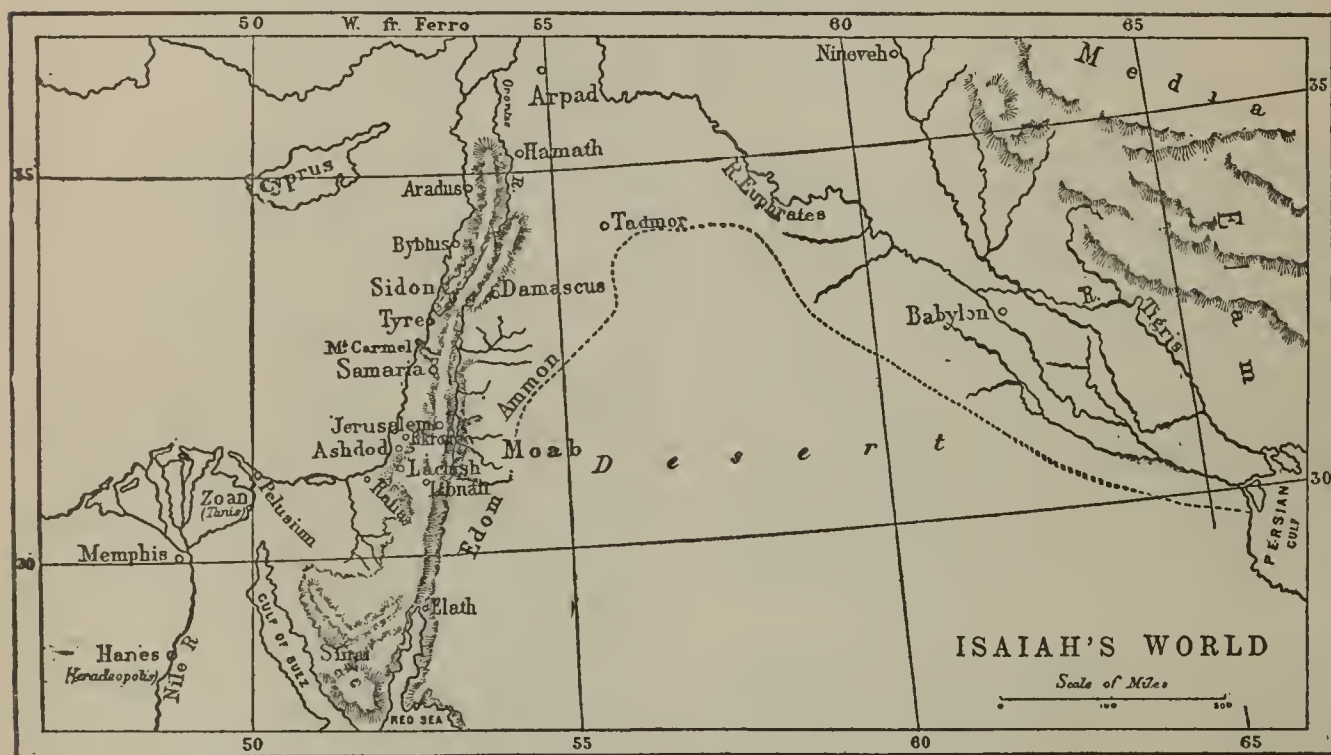 50 W. fr. Ferro 55 60 65
Nineveh
Media
35
Arpad
Orontes
Hamath
35
Cyprus
Aradus
R.
R. Euphrates
Tadmor
Elam
Byblus
Sidon
Damascus
Tyre
Babylon
R.
Tigris
Mt. Carmel
Samaria
Ammon
Jerusalem
Ekron
Ashdod
Moab
Desert
Lachish
Libnah
Zoan
(Tanis)
Pelusium
Raphia
Edom
30
PERSIAN
GULF
Memphis
30
GULF OF SUEZ
Elath
Hanes
(Heracleopolis)
Nile R
Sinai
RED SEA
ISAIAH'S WORLD
Scale of Miles
0 100 200
50 55 60 65